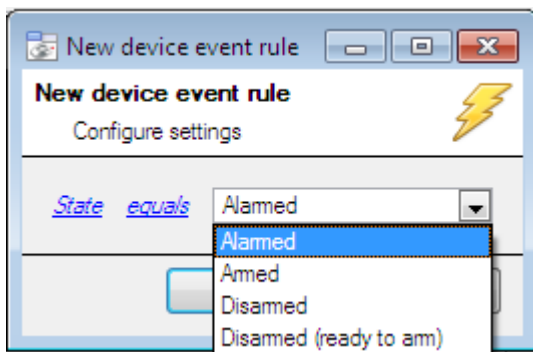 New device event rule
New device event rule
Configure settings
State equals Alarmed
Alarmed
Armed
Disarmed
Disarmed (ready to arm)